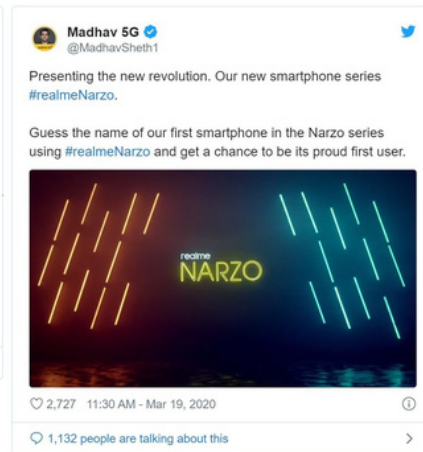 Madhav 5G
@MadhavSheth1
Presenting the new revolution. Our new smartphone series
#realmeNarzo.
Guess the name of our first smartphone in the Narzo series
using #realmeNarzo and get a chance to be its proud first user.
realme
NARZO
2,727 11:30 AM - Mar 19, 2020
1,132 people are talking about this